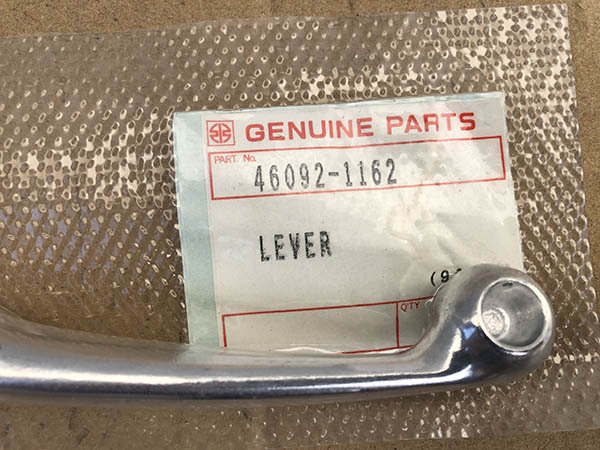 GENUINE PARTS
PART. No.
46092-1162
LEVER
QTY